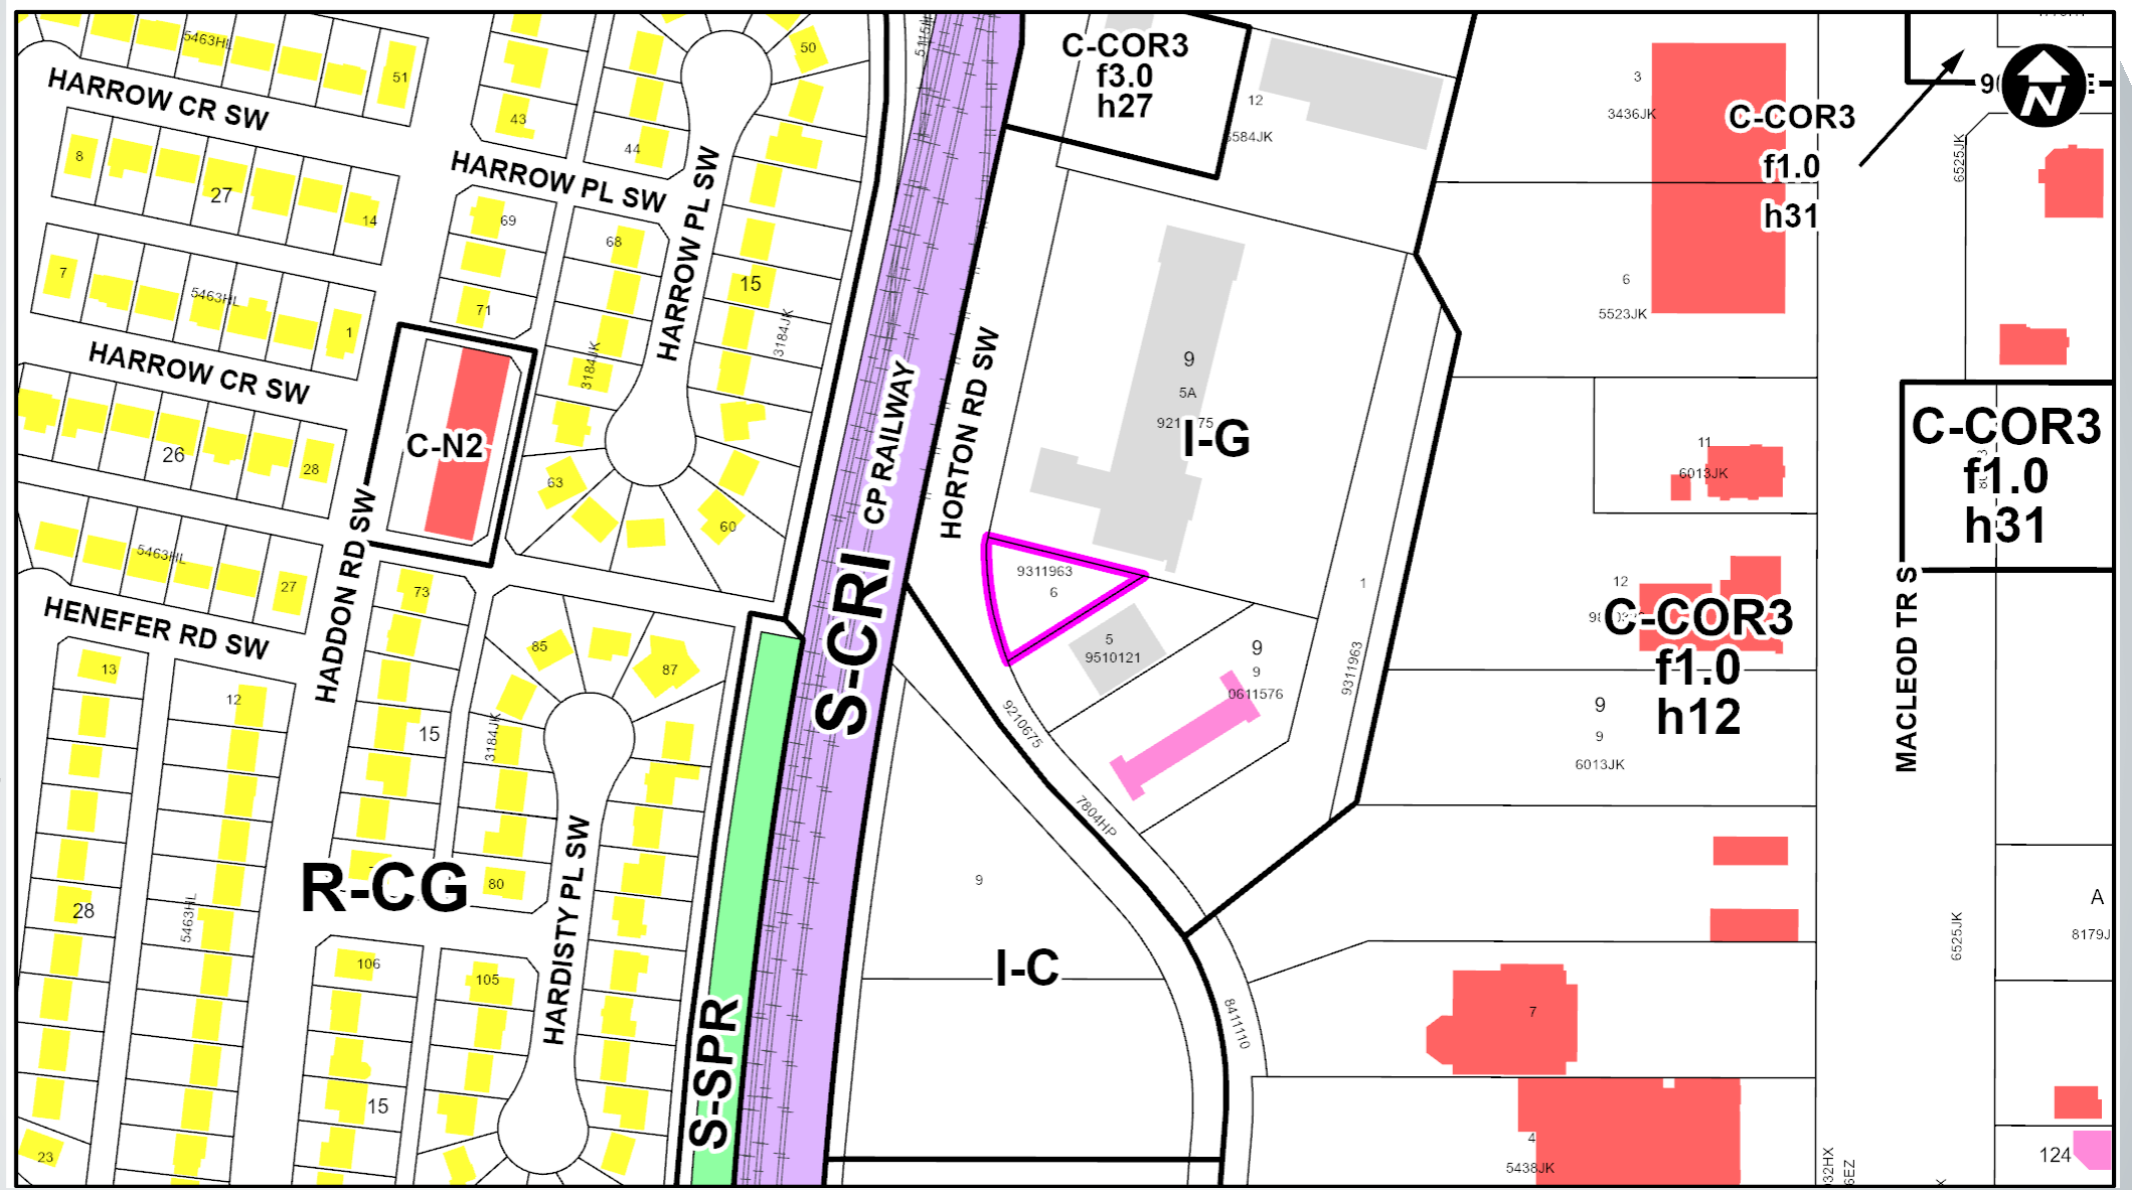 5463HL
51
HARROW CR SW
8
27
14
7
5463HL
1
HARROW CR SW
26
28
5463HL
27
HENEFER RD SW
13
12
28
5463HL
23
43
44
HARROW PL SW
69
68
71
50
HARROW PL SW
15
3184JK
3184JK
63
60
C-N2
HADDON RD SW
73
85
87
15
3184JK
80
R-CG
106
105
15
HARDISTY PL SW
S-SPR
S-CRI
CP RAILWAY
HORTON RD SW
C-COR3
f3.0
h27
12
9
5A
I-G
9311963
6
5
9510121
9
9
0611576
9210675
7804HP
9311963
1
9
I-C
8411110
3
3436JK
C-COR3
f1.0
h31
6
5523JK
11
6013JK
12
C-COR3
f1.0
h12
9
9
6013JK
7
4
5438JK
MACLEOD TR S
N
6525JK
C-COR3
f1.0
h31
A
6525JK
124